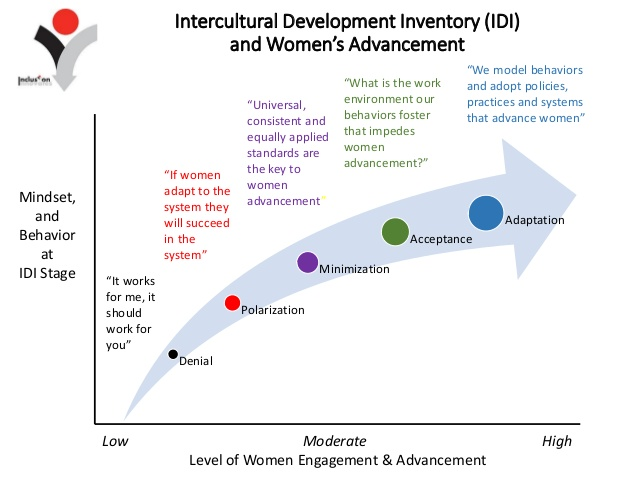 Intercultural Development Inventory (IDI)
and Women's Advancement
"We model behaviors
and adopt policies,
practices and systems
that advance women"
"What is the work
environment our
behaviors foster
that impedes
women
advancement?"
"Universal,
consistent and
equally applied
standards are
the key to
women
advancement"
"If women
adapt to the
system they
will succeed
in the
system"
"It works
for me, it
should
work for
you"
Mindset,
and
Behavior
at
IDI Stage
Adaptation
Acceptance
Minimization
Polarization
Denial
Low Moderate High
Level of Women Engagement & Advancement